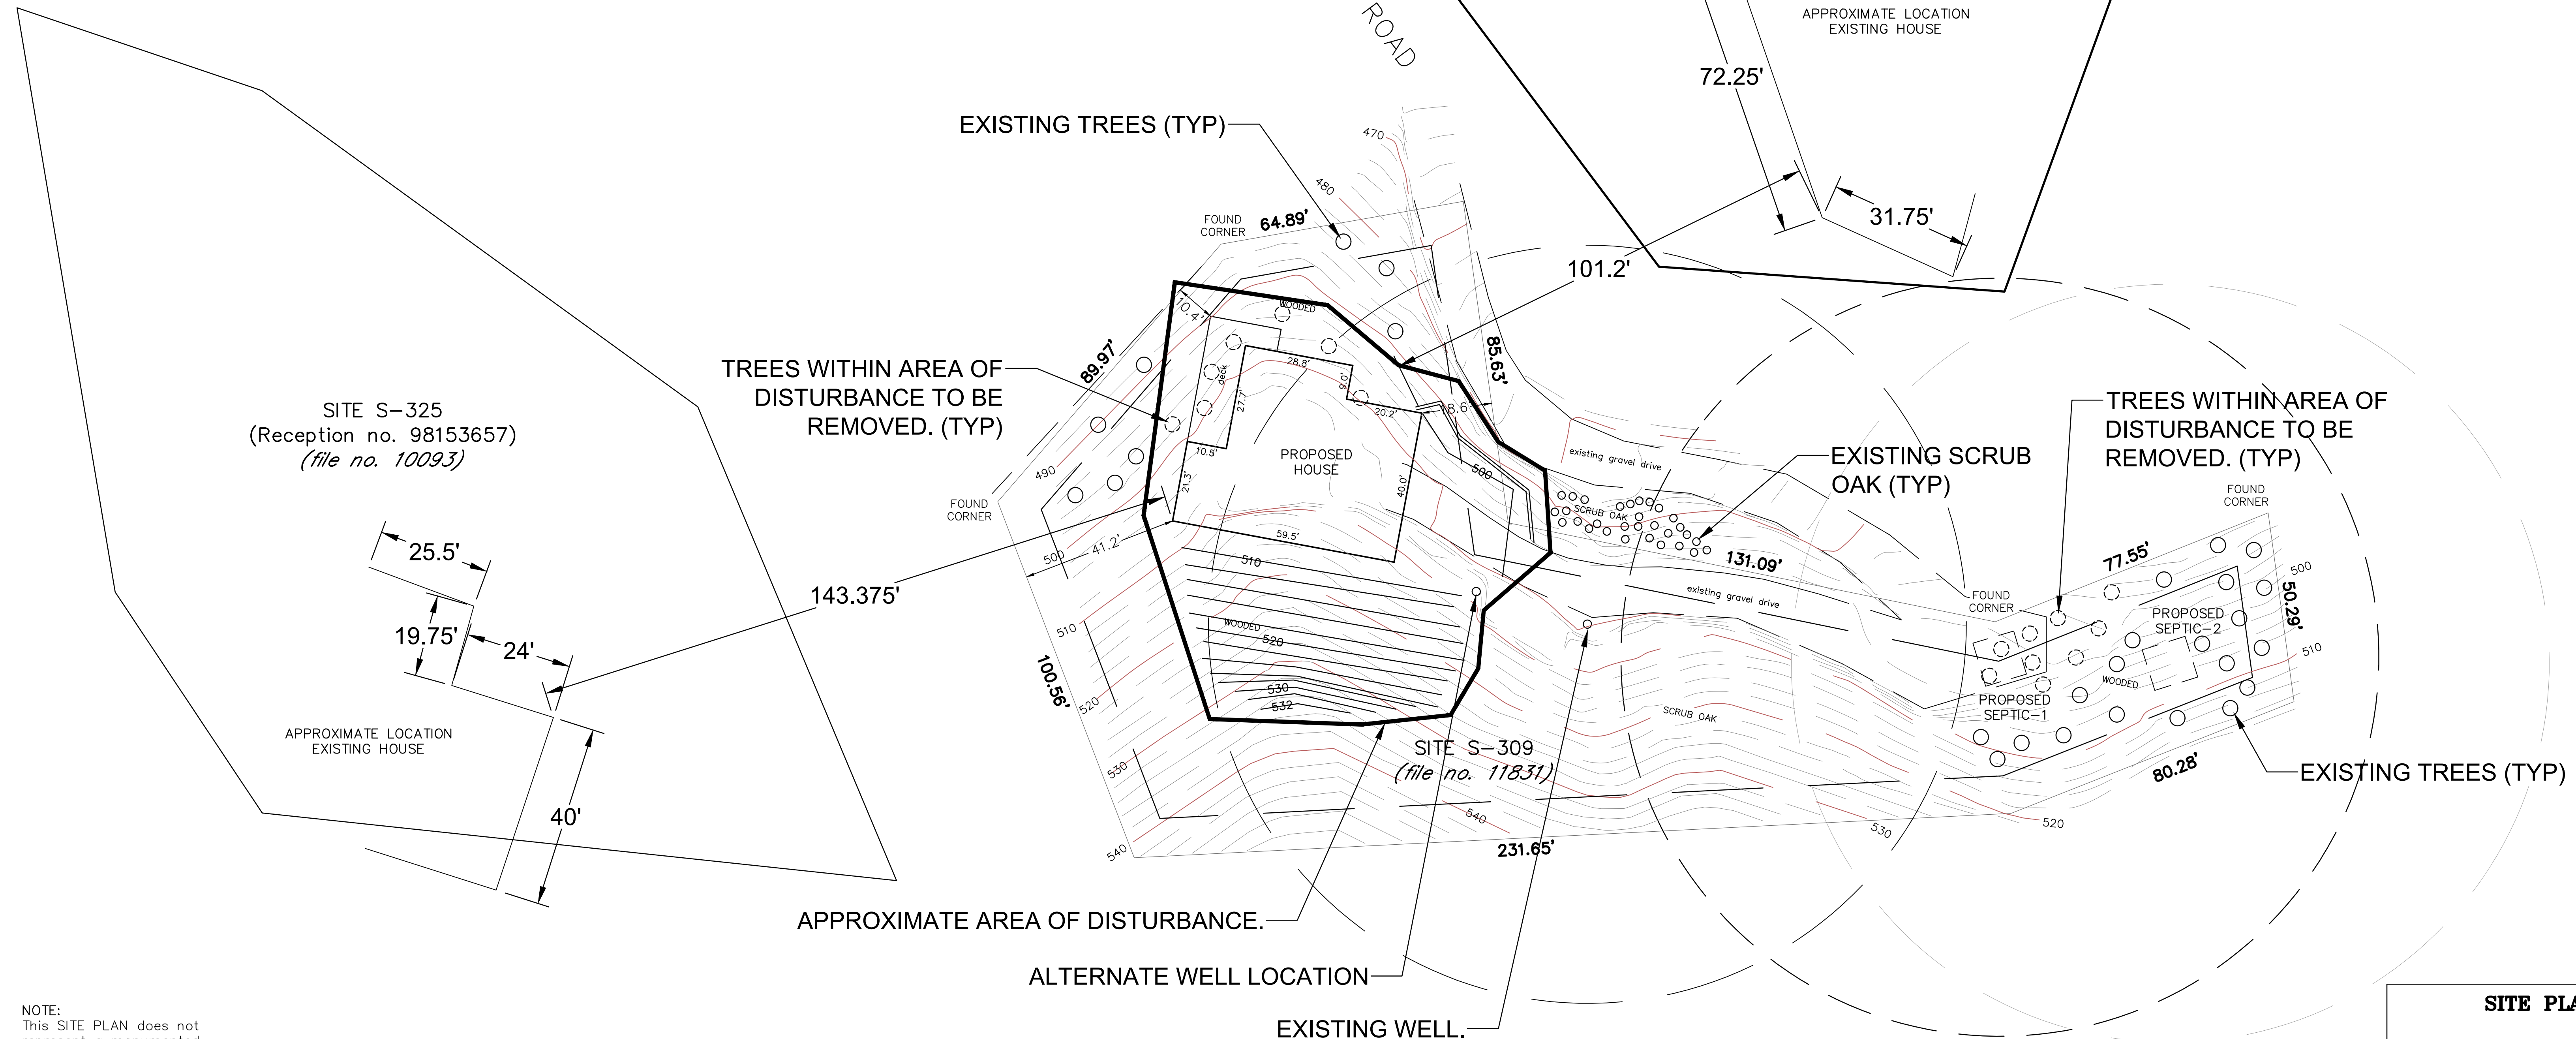 ROAD
APPROXIMATE LOCATION
EXISTING HOUSE
72.25'
31.75'
101.2'
EXISTING TREES (TYP)
470
480
FOUND
CORNER
64.89'
10.4'
WOODED
89.97'
85.63'
TREES WITHIN AREA OF
DISTURBANCE TO BE
REMOVED. (TYP)
deck
28.8'
9.0'
27.7'
20.2'
10.5'
21.3'
PROPOSED
HOUSE
40.0'
59.5'
500
490
FOUND
CORNER
500
41.2'
143.375'
SITE S-325
(Reception no. 98153657)
(file no. 10093)
25.5'
19.75'
24'
APPROXIMATE LOCATION
EXISTING HOUSE
40'
existing gravel drive
EXISTING SCRUB
OAK (TYP)
SCRUB OAK
131.09'
existing gravel drive
TREES WITHIN AREA OF
DISTURBANCE TO BE
REMOVED. (TYP)
FOUND
CORNER
77.55'
500
50.29'
FOUND
CORNER
PROPOSED
SEPTIC-2
510
WOODED
PROPOSED
SEPTIC-1
80.28'
EXISTING TREES (TYP)
510
510
WOODED
520
530
532
100.56'
520
530
540
SCRUB OAK
SITE S-309
(file no. 11831)
540
530
520
231.65'
APPROXIMATE AREA OF DISTURBANCE.
ALTERNATE WELL LOCATION
EXISTING WELL.
NOTE:
This SITE PLAN does not
SITE